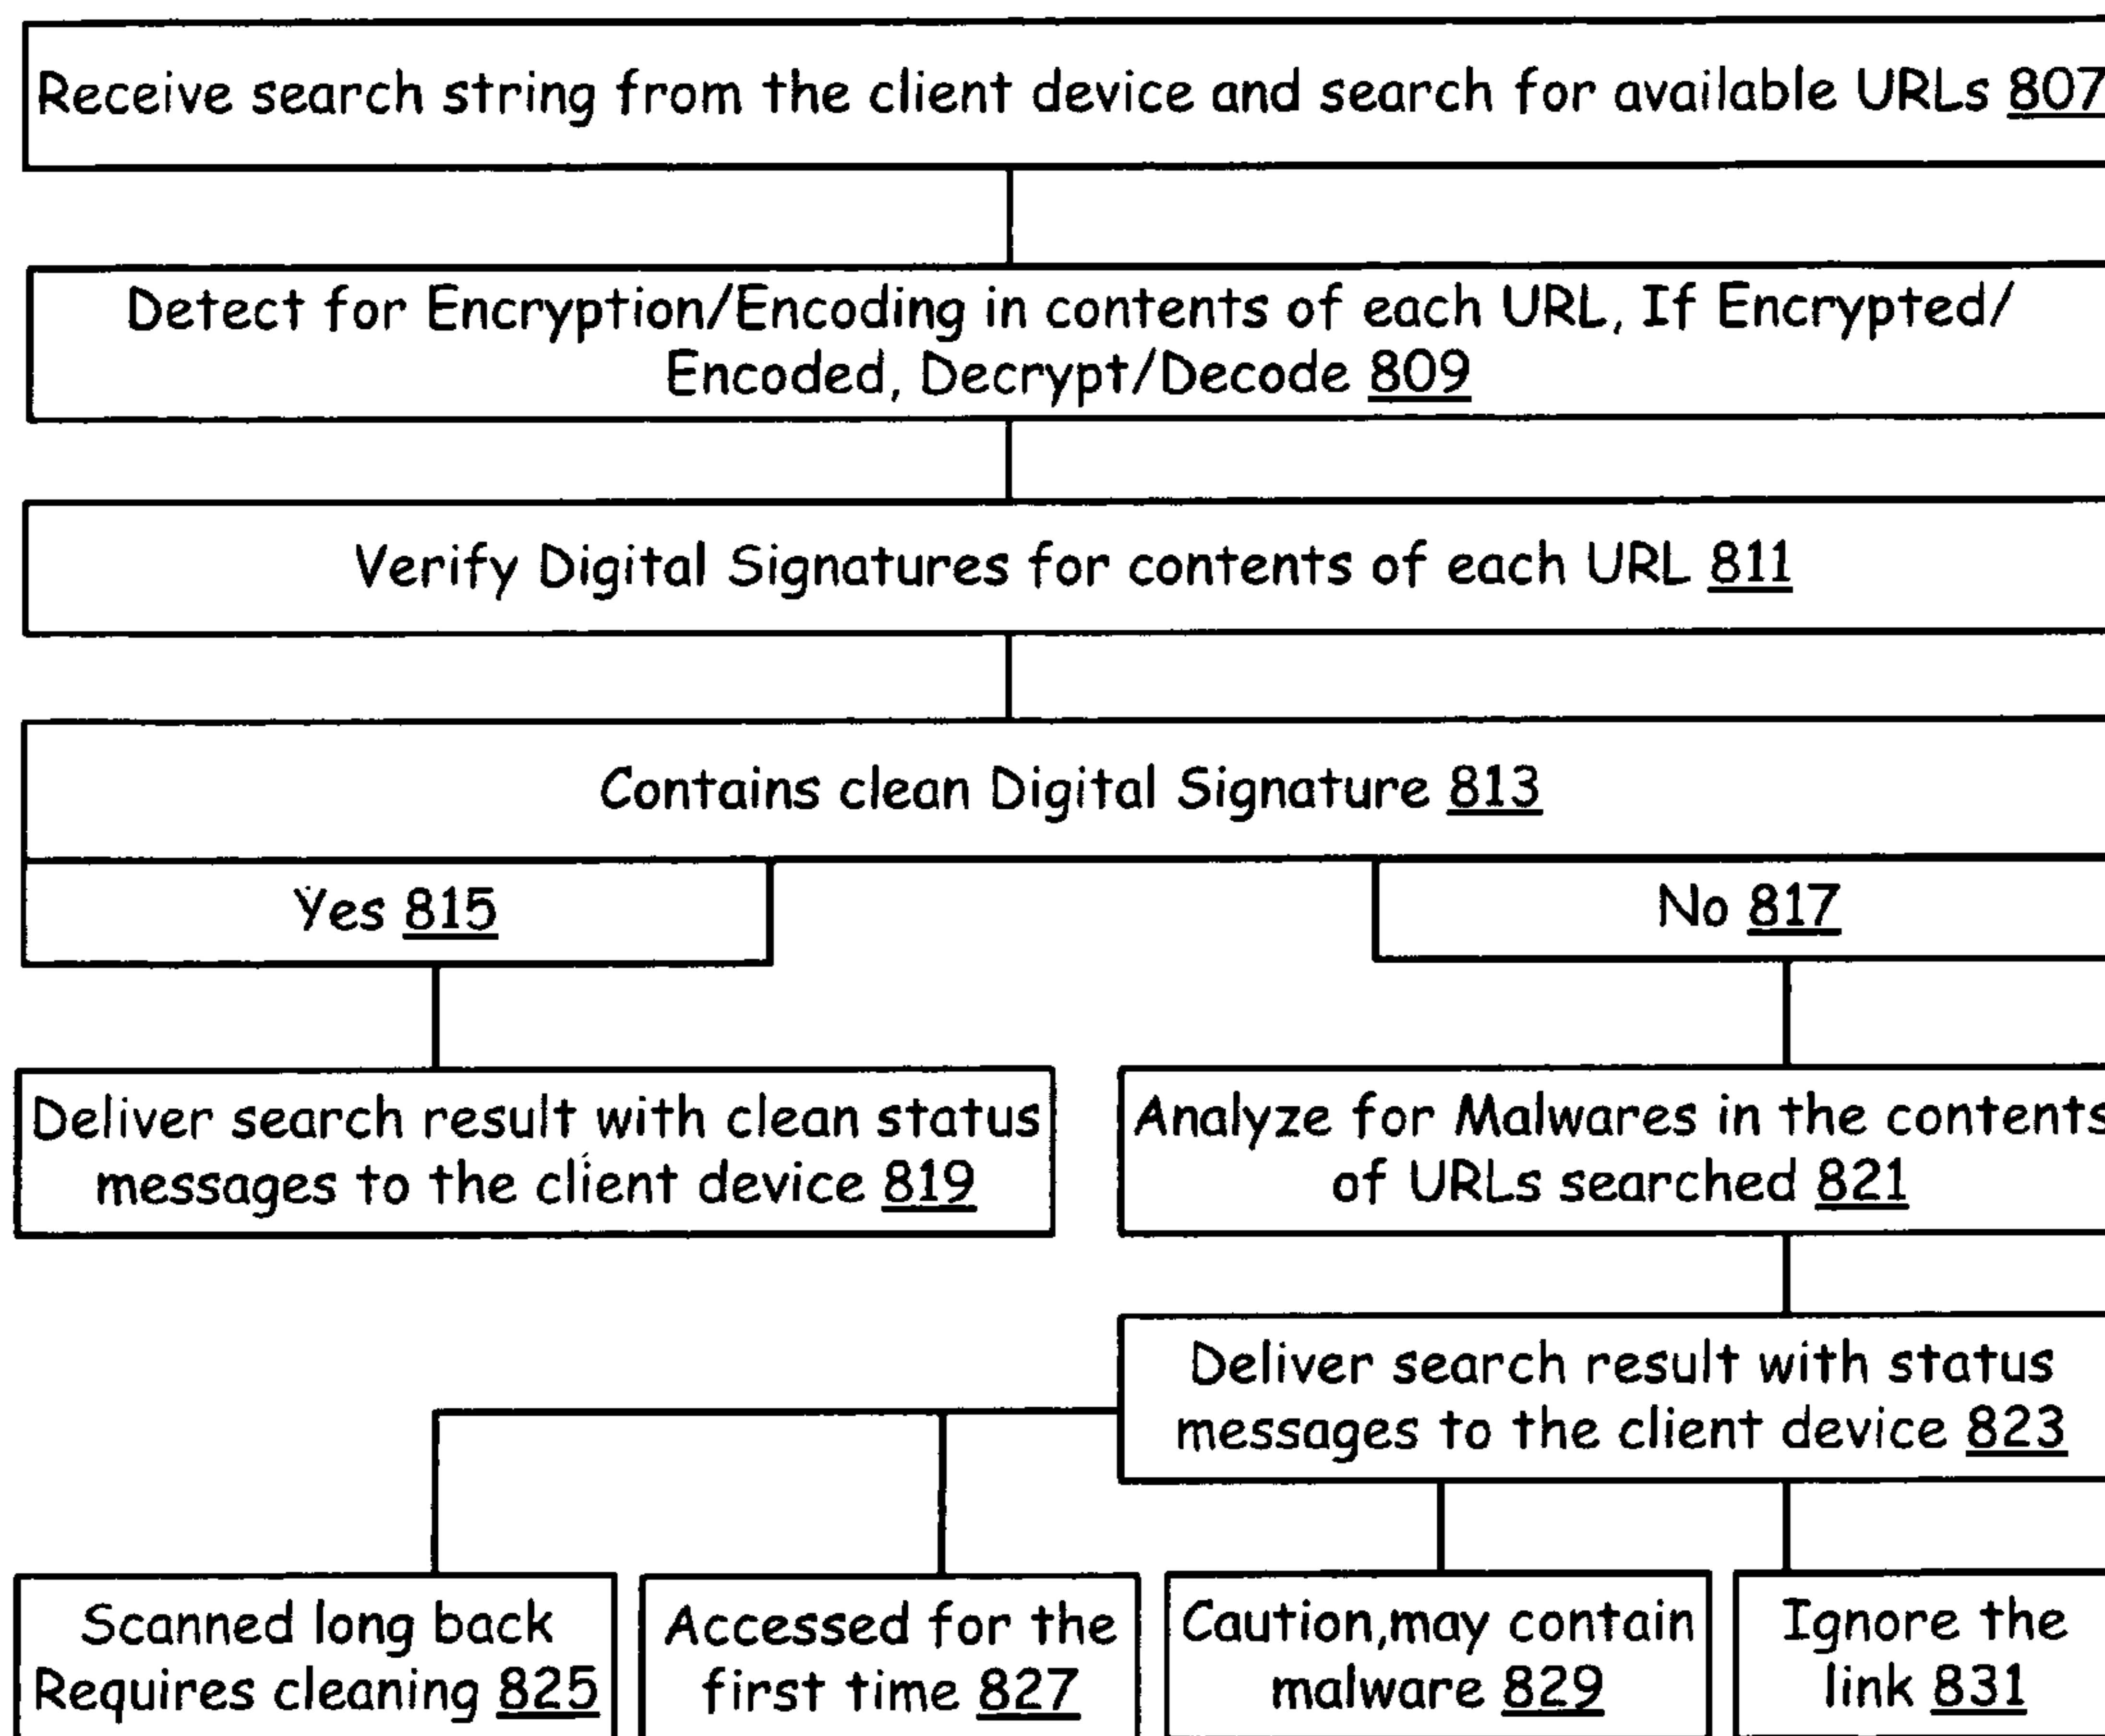 Receive search string from the client device and search for available URLs 807
Detect for Encryption/Encoding in contents of each URL, If Encrypted/
Encoded, Decrypt/Decode 809
Verify Digital Signatures for contents of each URL 811
Contains clean Digital Signature 813
Yes 815
No 817
Deliver search result with clean status
messages to the client device 819
Analyze for Malwares in the contents
of URLs searched 821
Deliver search result with status
messages to the client device 823
Scanned long back
Requires cleaning 825
Accessed for the
first time 827
Caution,may contain
malware 829
Ignore the
link 831